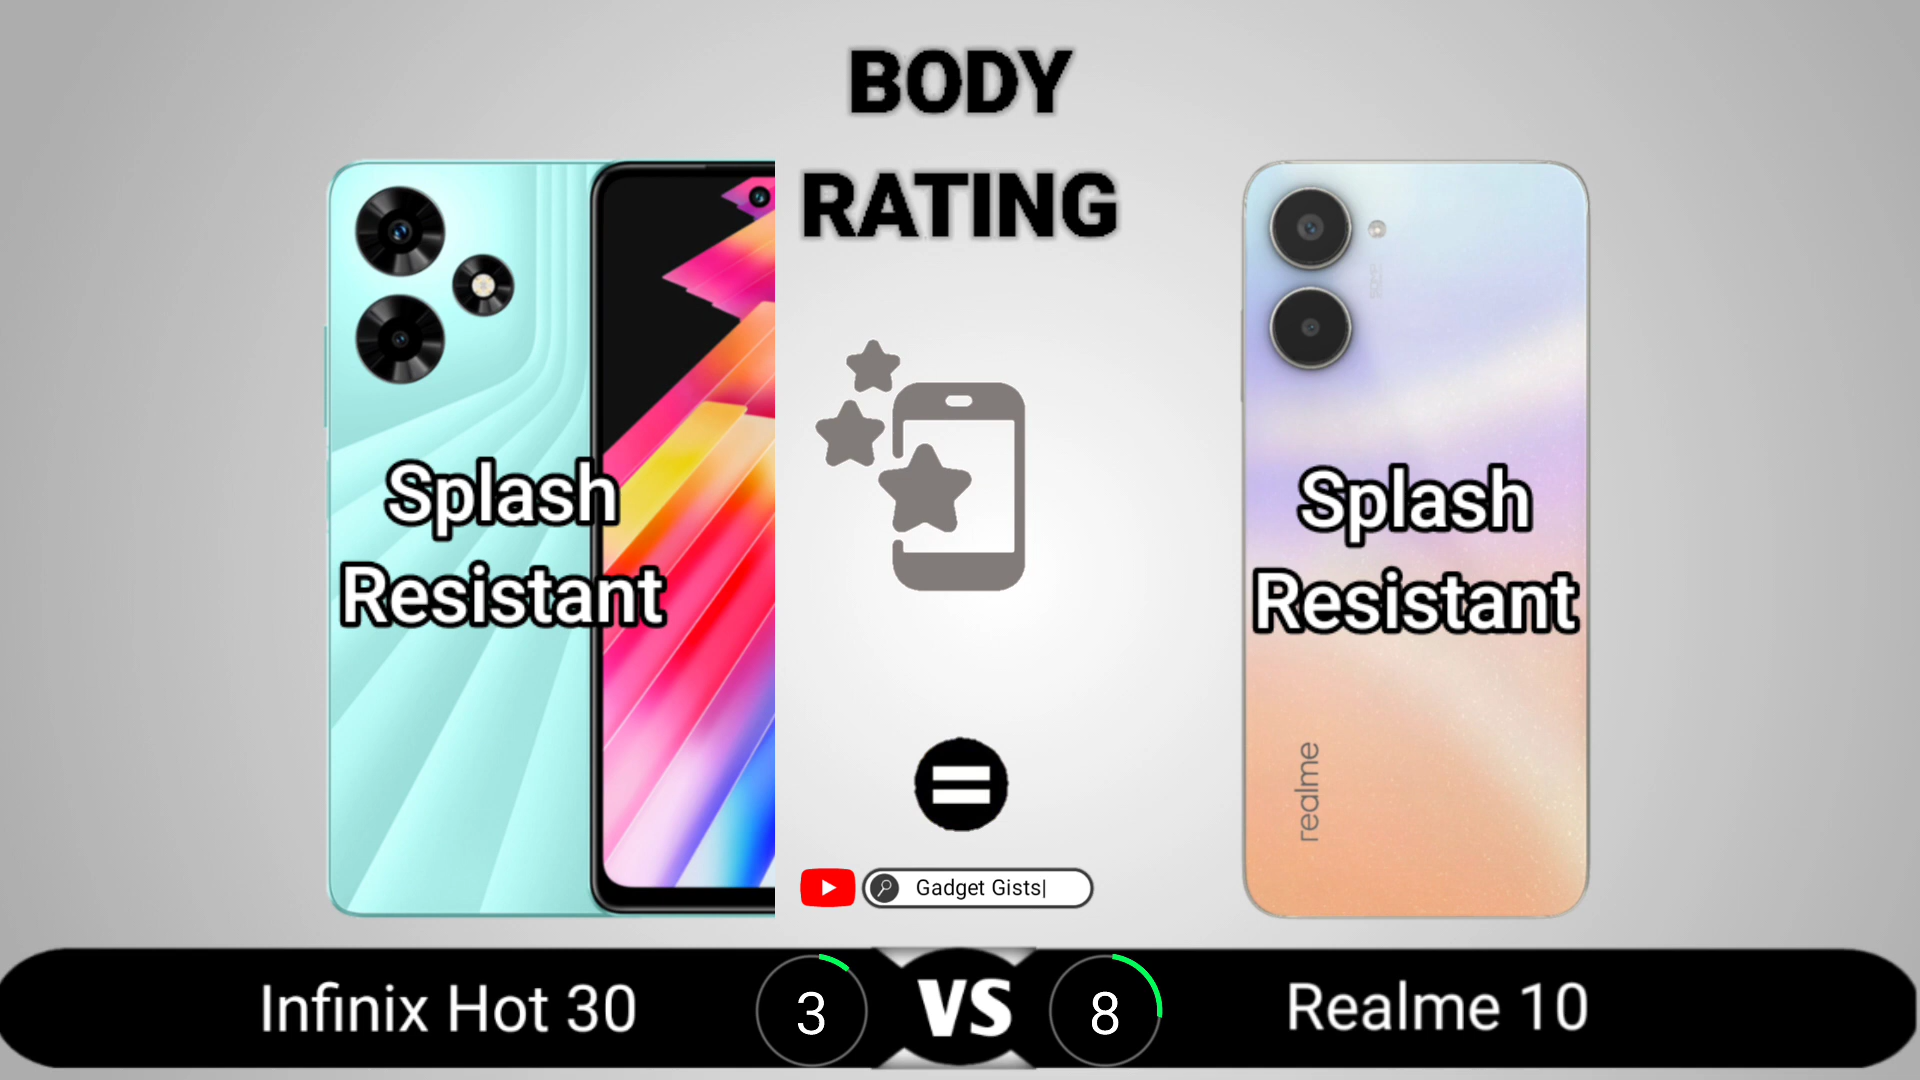 BODY
RATING
Splash
Resistant
Splash
Resistant
realme
Gadget Gists|
Infinix Hot 30
3
VS
8
Realme 10